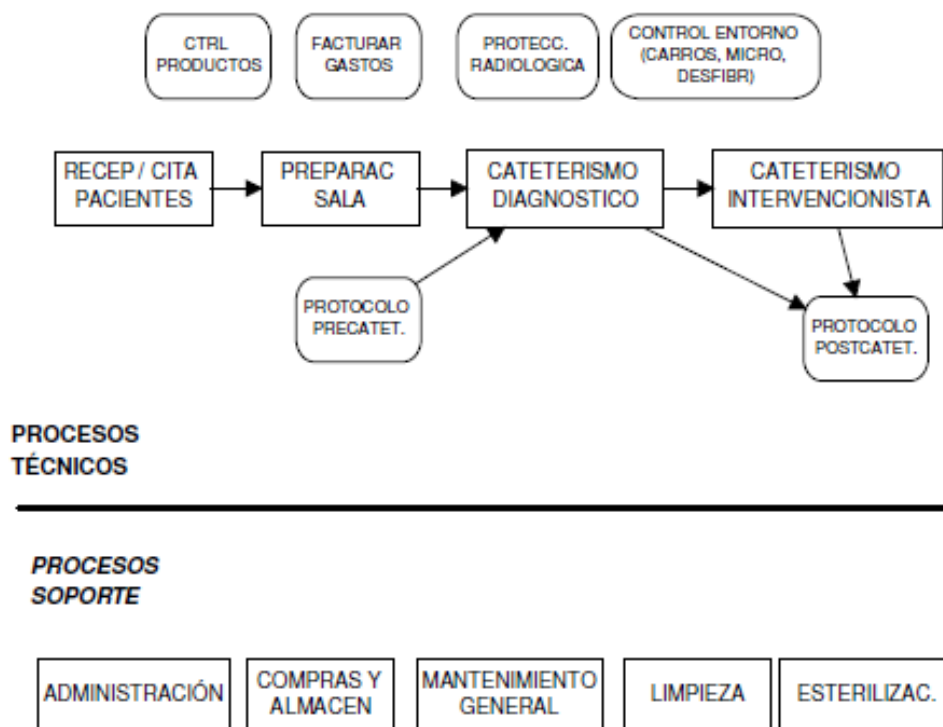 CTRL
PRODUCTOS
FACTURAR
GASTOS
PROTECC.
RADIOLOGICA
CONTROL ENTORNO
(CARROS, MICRO,
DESFIBR)
RECEP / CITA
PACIENTES
PREPARAC
SALA
CATETERISMO
DIAGNOSTICO
CATETERISMO
INTERVENCIONISTA
PROTOCOLO
PRECATET.
PROTOCOLO
POSTCATET.
PROCESOS
TÉCNICOS
PROCESOS
SOPORTE
ADMINISTRACIÓN
COMPRAS Y
ALMACEN
MANTENIMIENTO
GENERAL
LIMPIEZA
ESTERILIZAC.